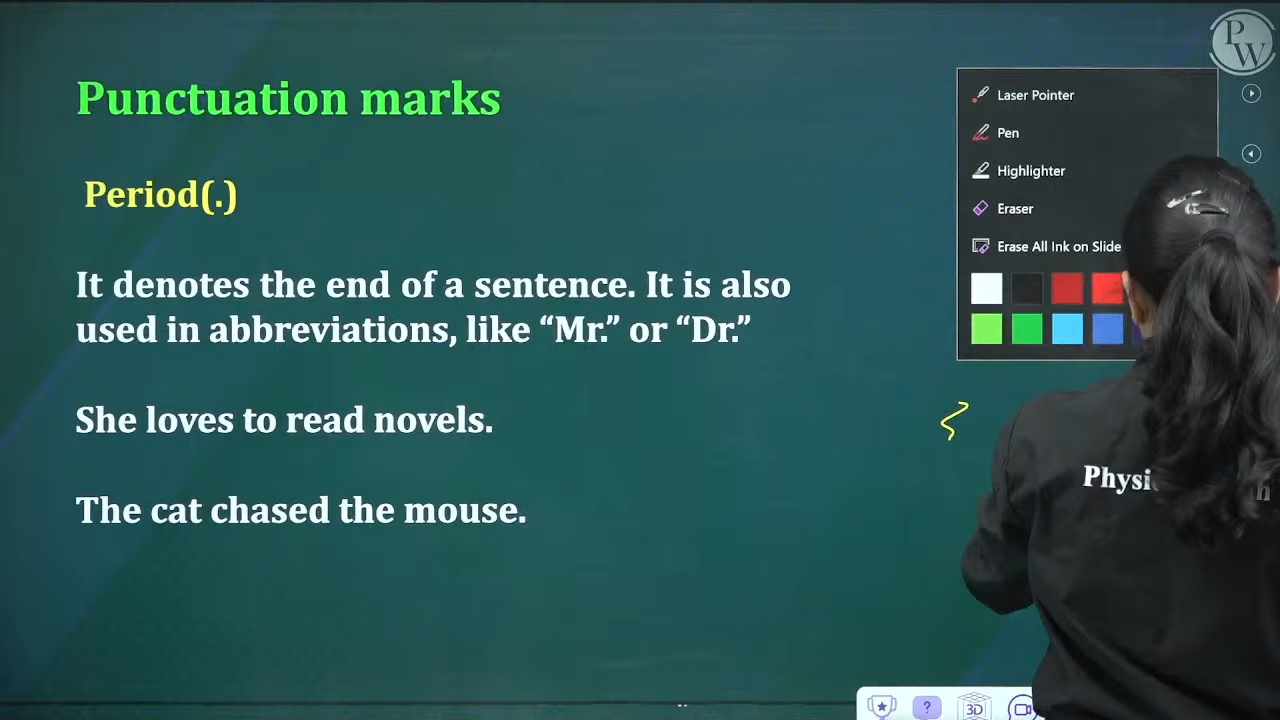 Punctuation marks
Period(.)
It denotes the end of a sentence. It is also
used in abbreviations, like “Mr.” or “Dr.”
She loves to read novels.
The cat chased the mouse.
PW
Laser Pointer
Pen
Highlighter
Eraser
Erase All Ink on Slide
?
3D